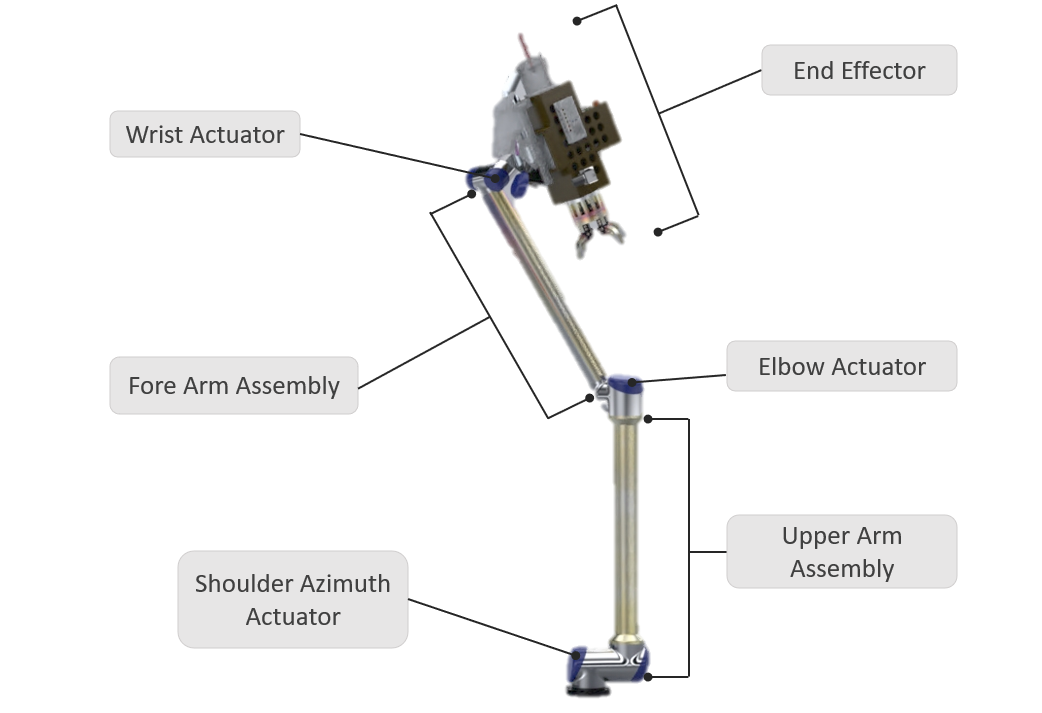 End Effector
Wrist Actuator
Elbow Actuator
Fore Arm Assembly
Upper Arm
Assembly
Shoulder Azimuth
Actuator